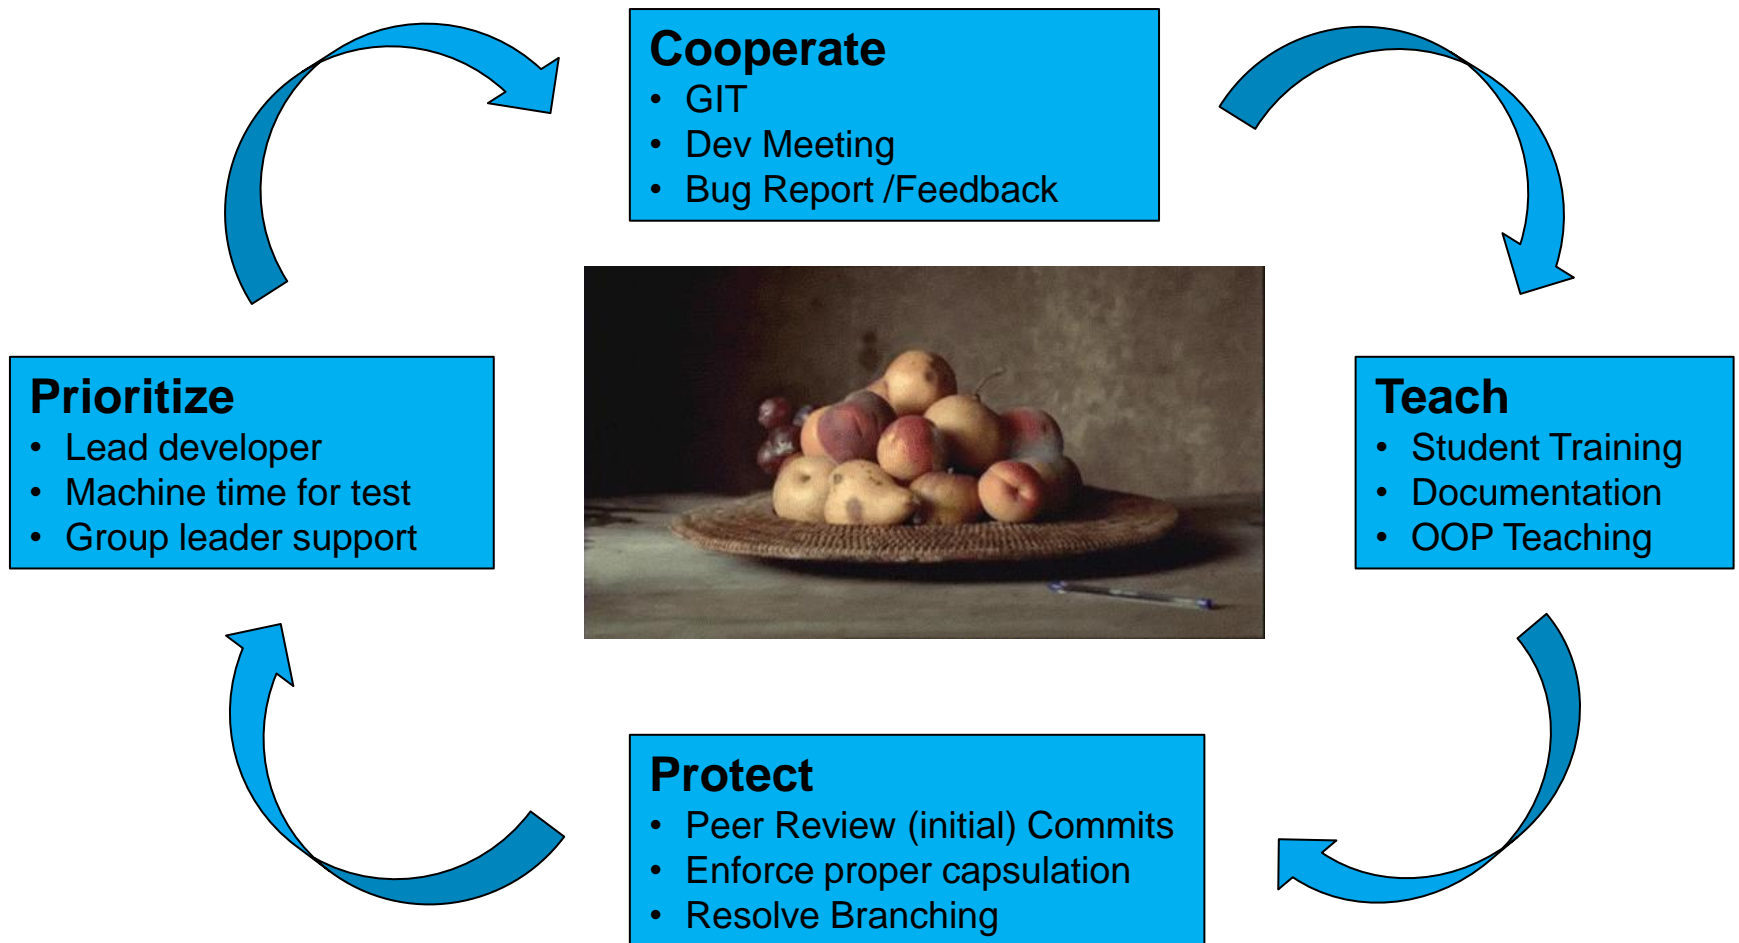 Cooperate
• GIT
• Dev Meeting
• Bug Report /Feedback
Prioritize
• Lead developer
• Machine time for test
• Group leader support
Teach
• Student Training
• Documentation
• OOP Teaching
Protect
• Peer Review (initial) Commits
• Enforce proper capsulation
• Resolve Branching